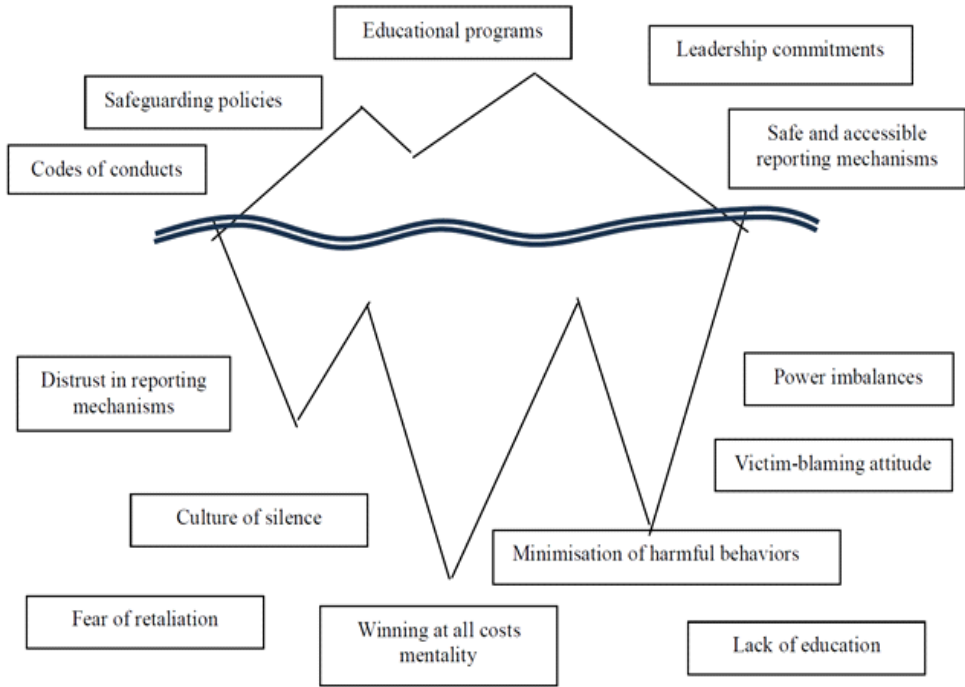 Educational programs
Leadership commitments
Safeguarding policies
Safe and accessible
reporting mechanisms
Codes of conducts
Distrust in reporting
mechanisms
Power imbalances
Victim-blaming attitude
Culture of silence
Minimisation of harmful behaviors
Fear of retaliation
Winning at all costs
mentality
Lack of education